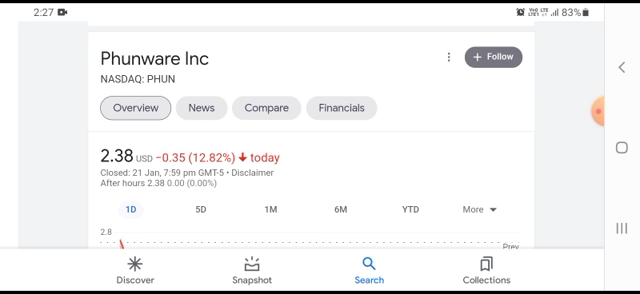 2:27 83%
Phunware Inc
+ Follow
NASDAQ: PHUN
Overview News Compare Financials
2.38 USD −0.35 (12.82%) today
Closed: 21 Jan, 7:59 pm GMT-5 • Disclaimer
After hours 2.38 0.00 (0.00%)
1D 5D 1M 6M YTD More
2.8
Prev
Discover Snapshot Search Collections